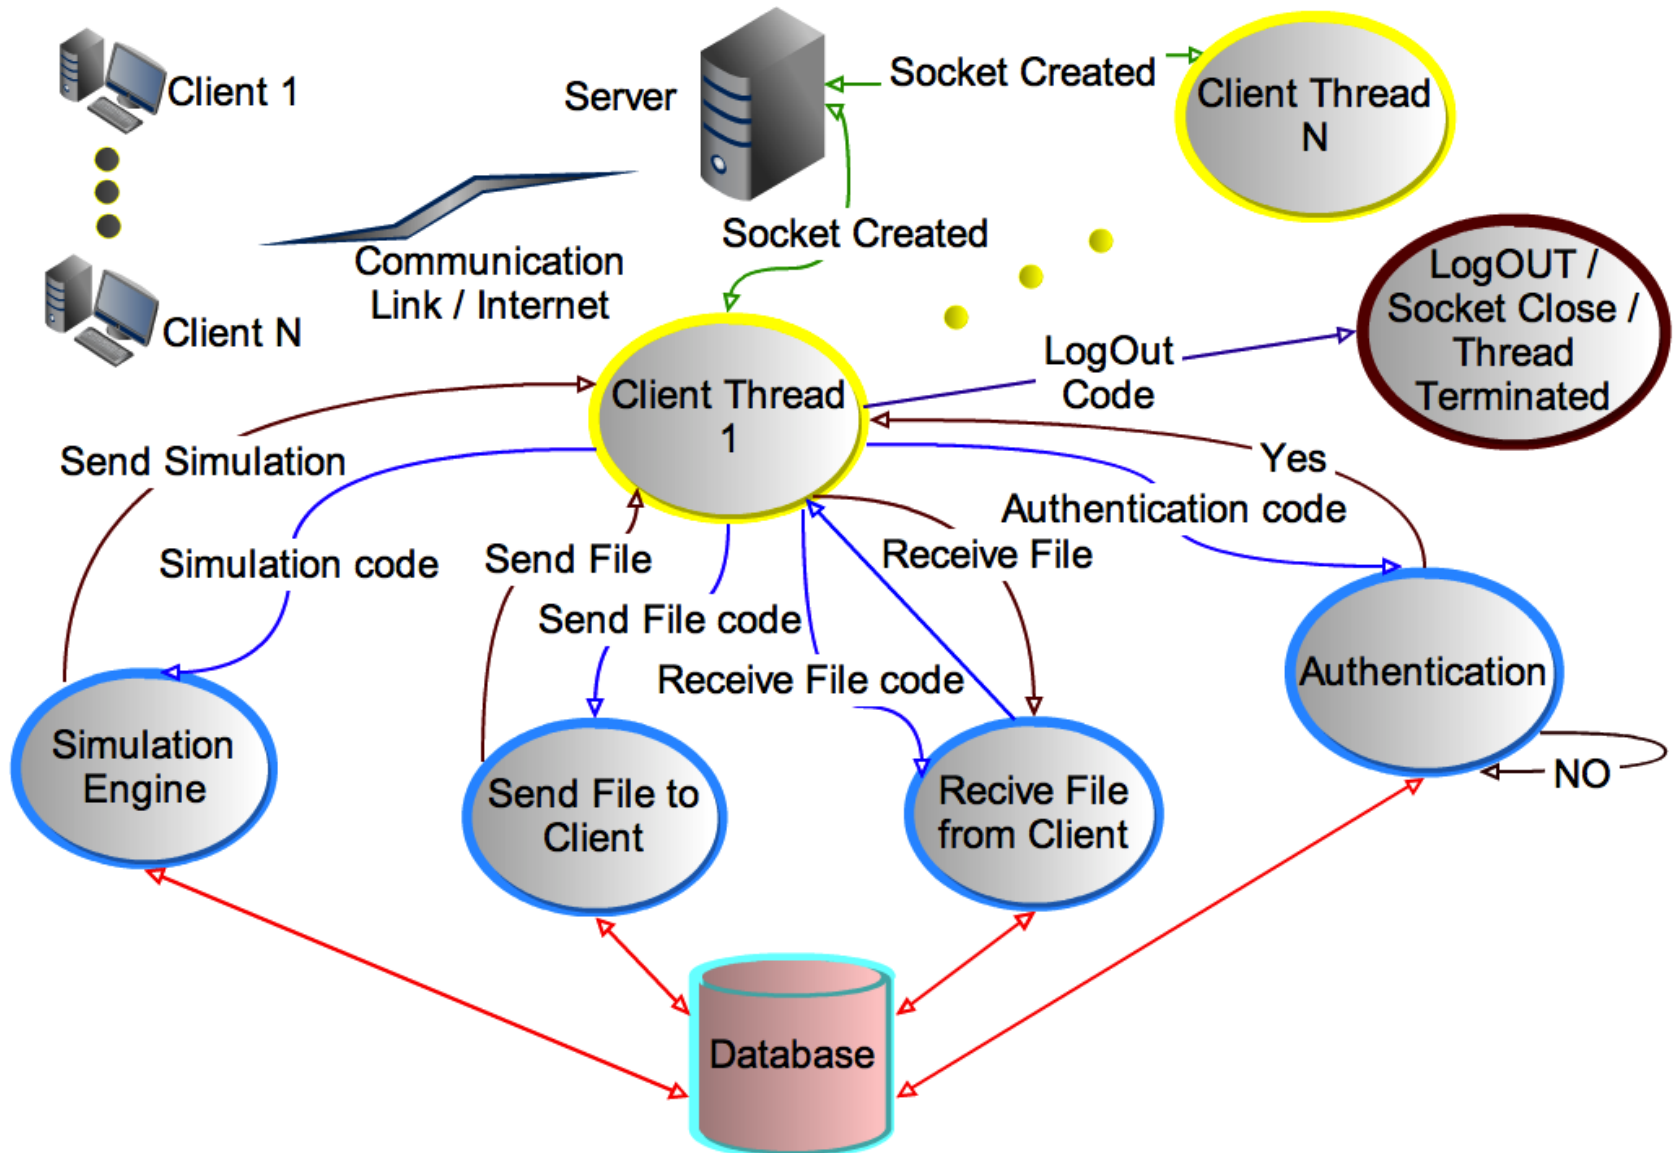 Client 1
Server
Socket Created
Client Thread
N
Socket Created
Communication
Link / Internet
Client N
LogOUT /
Socket Close /
Thread
Terminated
LogOut
Code
Client Thread
1
Send Simulation
Yes
Authentication code
Simulation code
Send File
Receive File
Send File code
Receive File code
Authentication
Simulation
Engine
Send File to
Client
Recive File
from Client
NO
Database